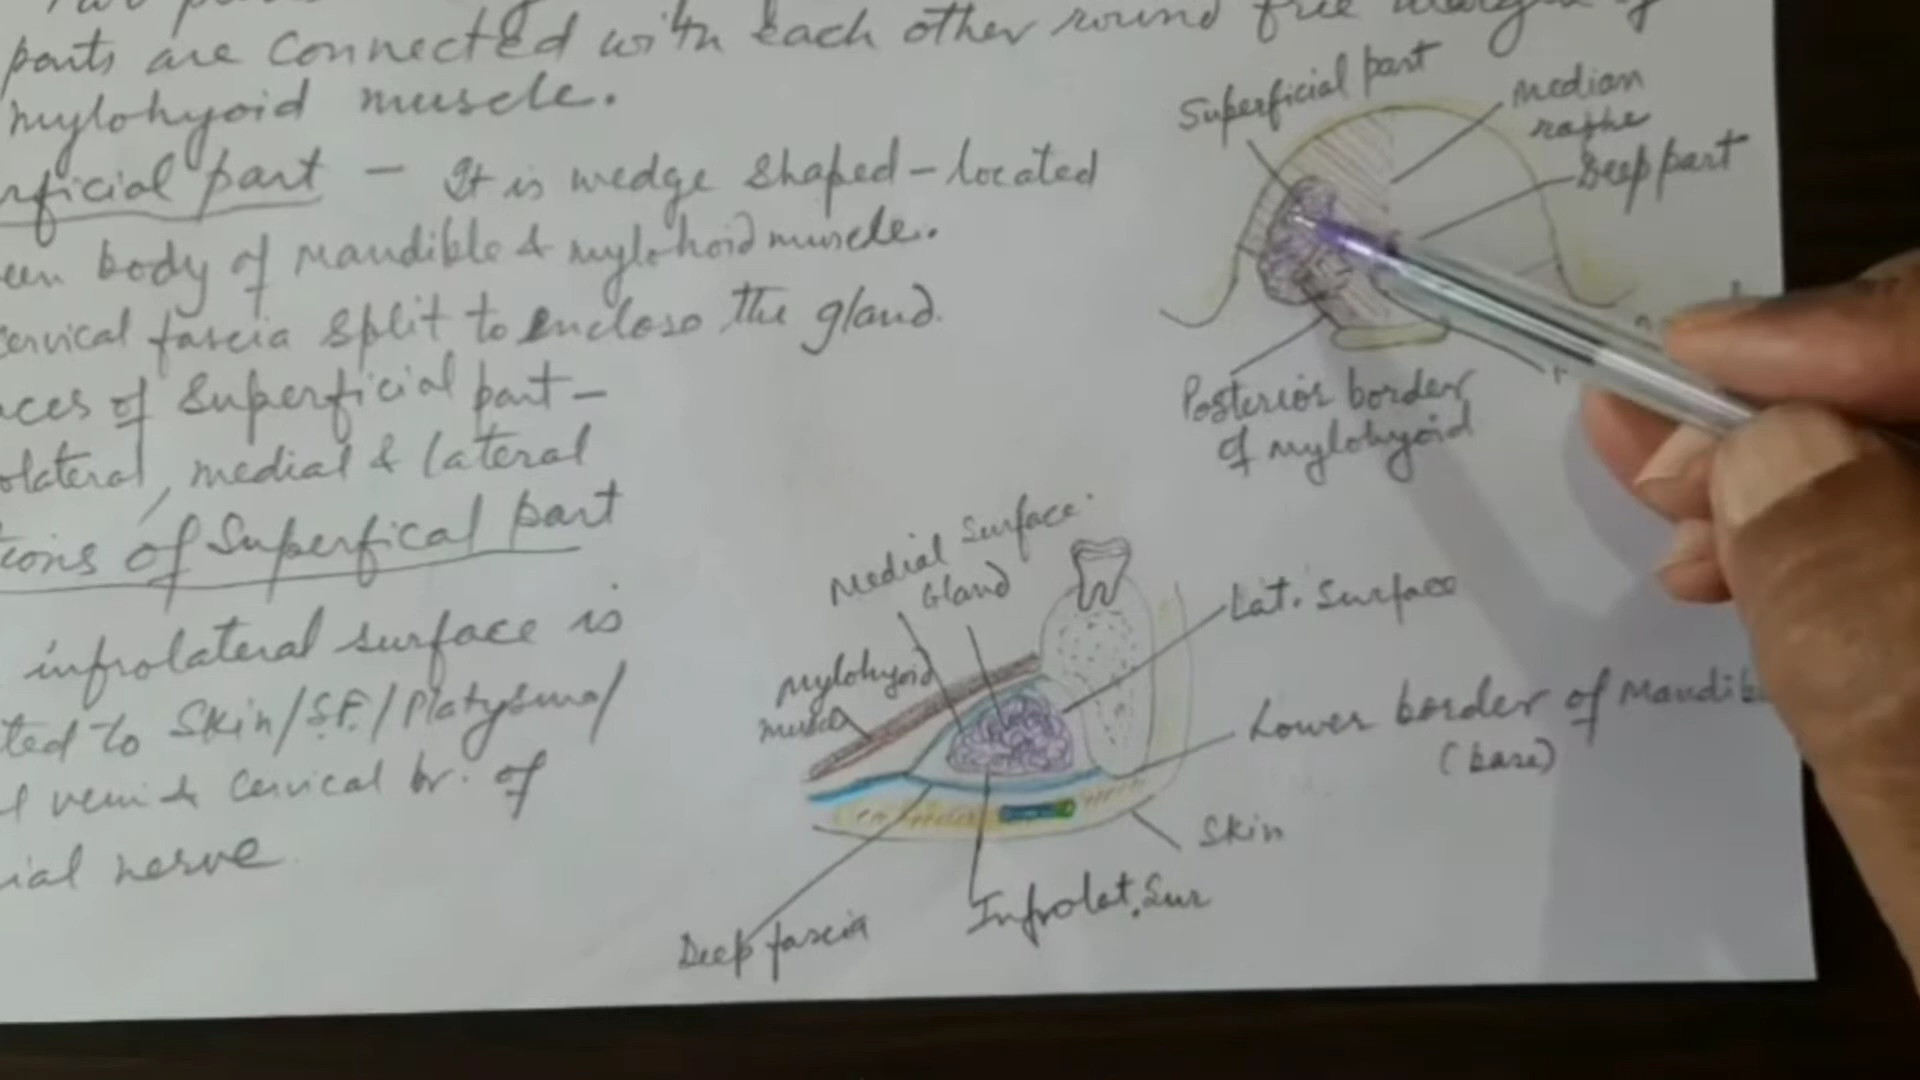 parts are connected with each other round free margin of
mylohyoid muscle.
rficial part - It is wedge shaped - located
een body of mandible & mylohoid muscle.
cervical fascia split to enclose the gland.
aces of Superficial part -
olateral, medial & lateral
tions of Superfical part
infrolateral surface is
ted to Skin/S.F./Platysma/
l vein & Cervical br. of
ial nerve
Superficial part
Median
raphe
Deep part
Posterior border
of mylohyoid
Medial Surface
Gland
Mylohyoid
muscle
Lat. Surface
Lower border of Mandib
(base)
Skin
Infrolat. Sur
Deep fascia